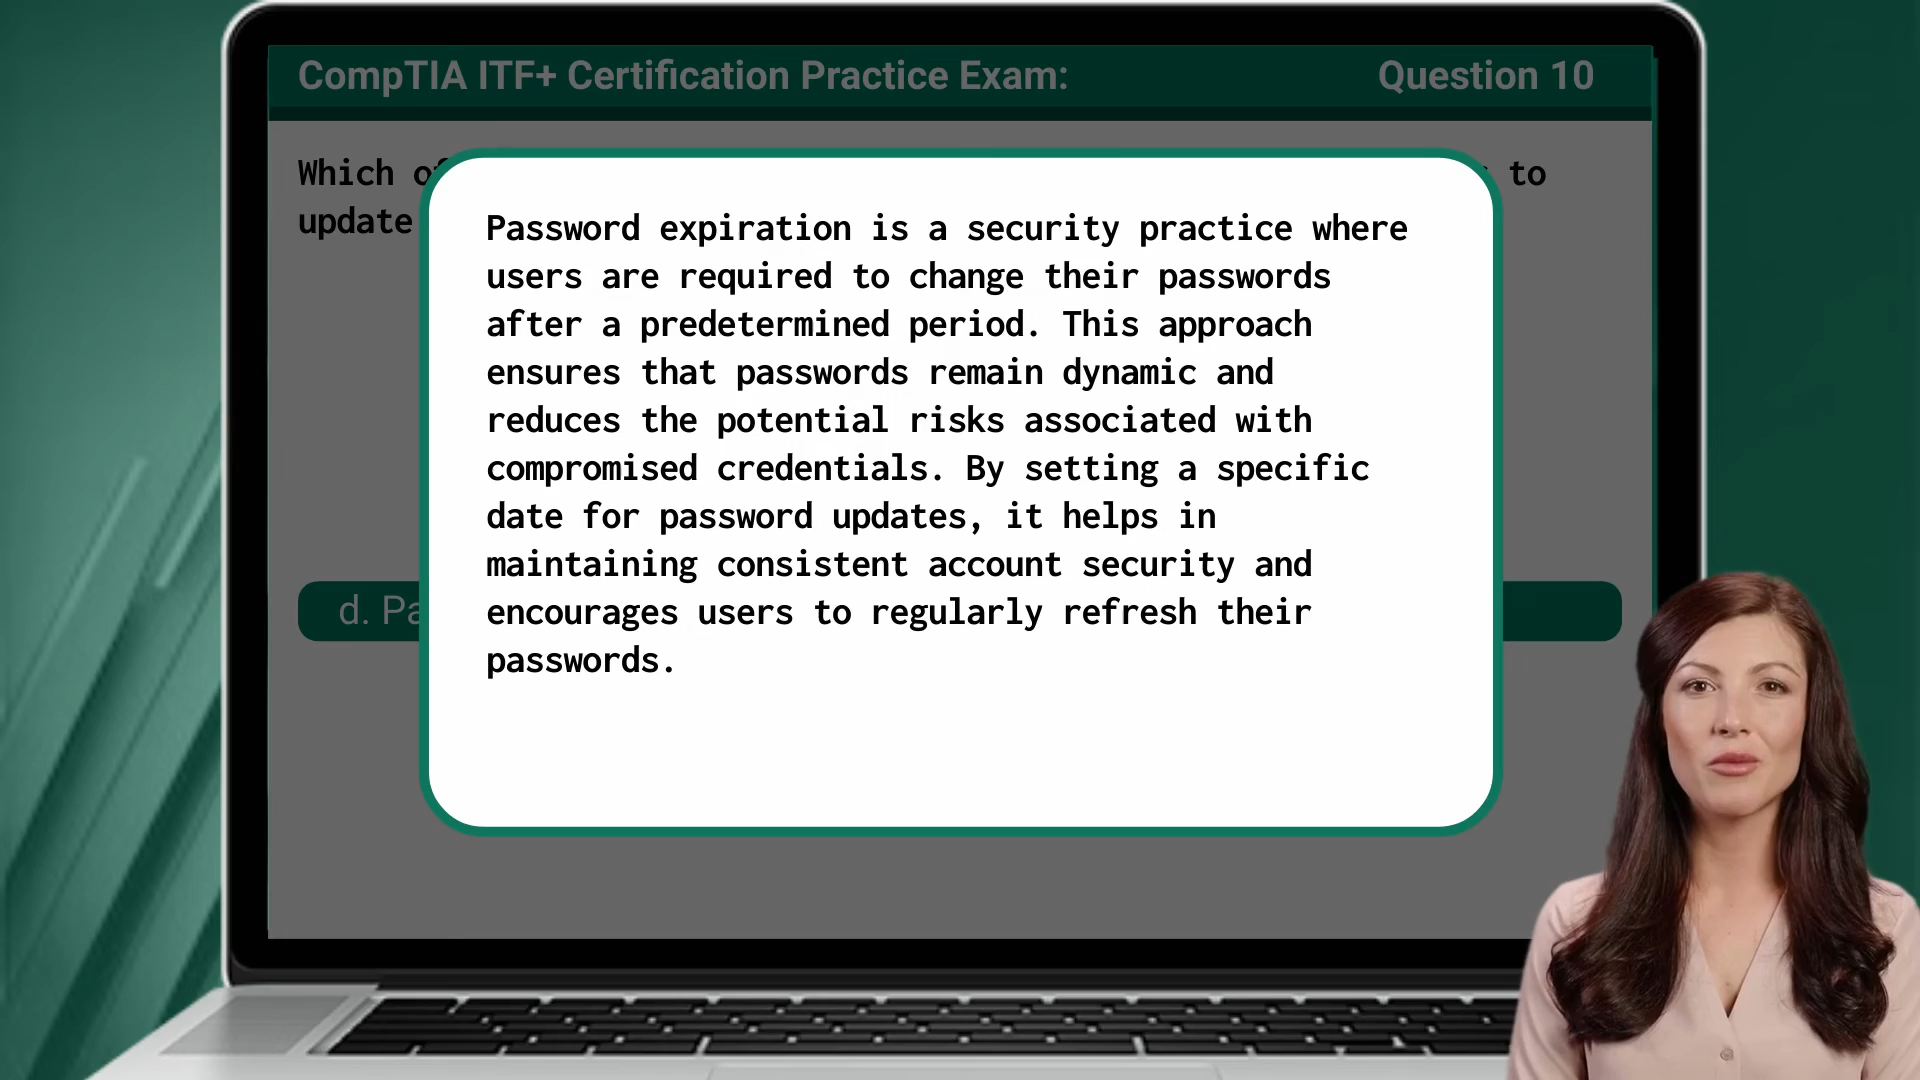 CompTIA ITF+ Certification Practice Exam: Question 10
Which to
update
Password expiration is a security practice where
users are required to change their passwords
after a predetermined period. This approach
ensures that passwords remain dynamic and
reduces the potential risks associated with
compromised credentials. By setting a specific
date for password updates, it helps in
maintaining consistent account security and
encourages users to regularly refresh their
passwords.
d.